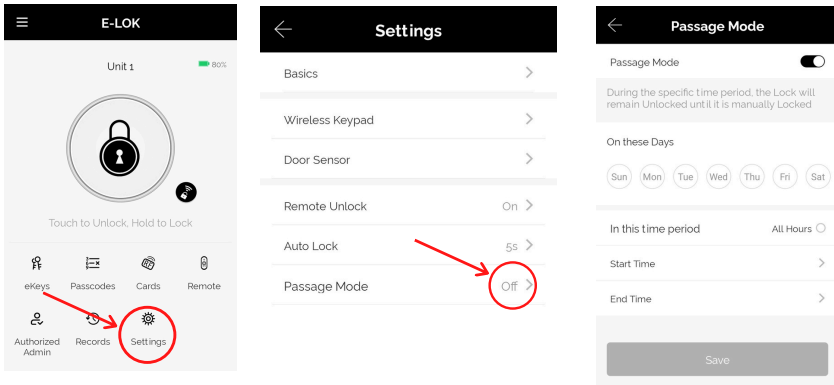 E-LOK
Unit 1
80%
Touch to Unlock, Hold to Lock
eKeys
Passcodes
Cards
Remote
Authorized
Admin
Records
Settings
Settings
Basics
Wireless Keypad
Door Sensor
Remote Unlock
On
Auto Lock
5s
Passage Mode
Off
Passage Mode
Passage Mode
During the specific time period, the Lock will
remain Unlocked until it is manually Locked
On these Days
Sun
Mon
Tue
Wed
Thu
Fri
Sat
In this time period
All Hours
Start Time
End Time
Save